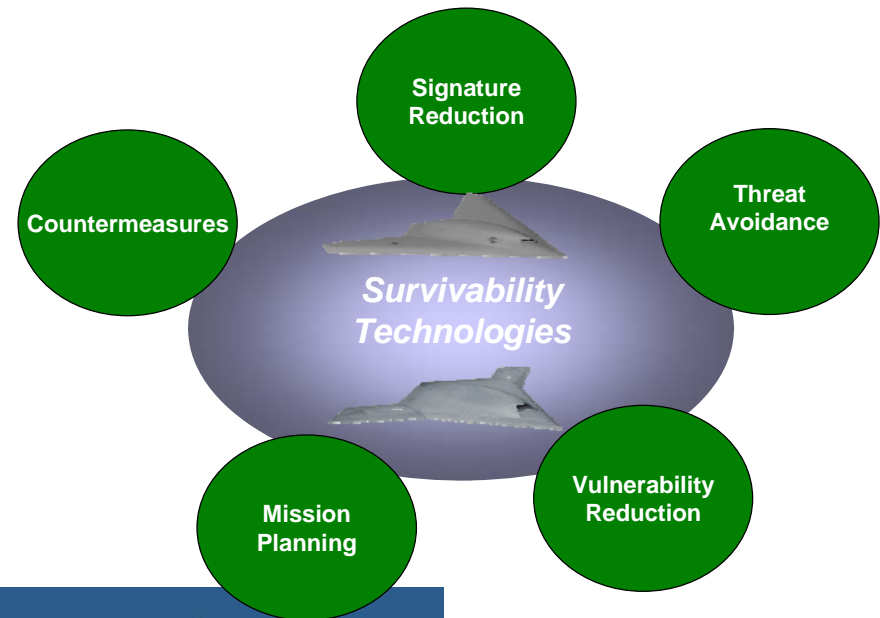 Signature
Reduction
Threat
Avoidance
Countermeasures
Survivability
Technologies
Vulnerability
Reduction
Mission
Planning